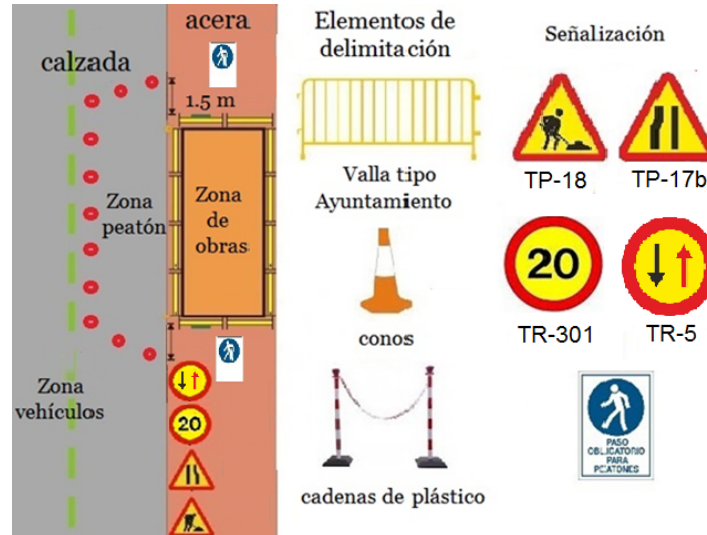 acera
calzada
1.5 m
Zona
peatón
Zona
de
obras
Zona
vehículos
20
Elementos de
delimitación
Valla tipo
Ayuntamiento
conos
cadenas de plástico
Señalización
TP-18
TP-17b
20
TR-301
TR-5
PASO
OBLIGATORIO
PARA
PEATONES